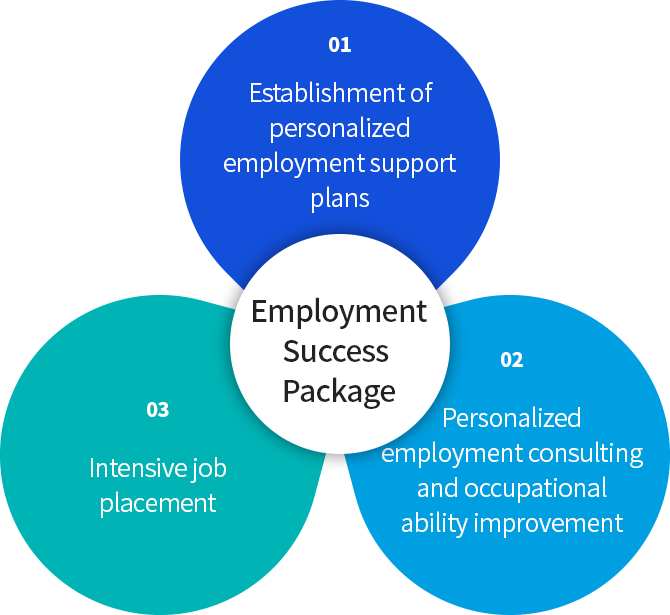 01
Establishment of
personalized
employment support
plans
Employment
Success
Package
02
Personalized
employment consulting
and occupational
ability improvement
03
Intensive job
placement